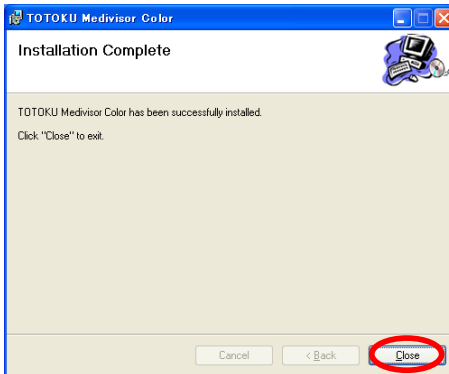 TOTOKU Medivisor Color
Installation Complete
TOTOKU Medivisor Color has been successfully installed.
Click "Close" to exit.
Cancel
< Back
Close